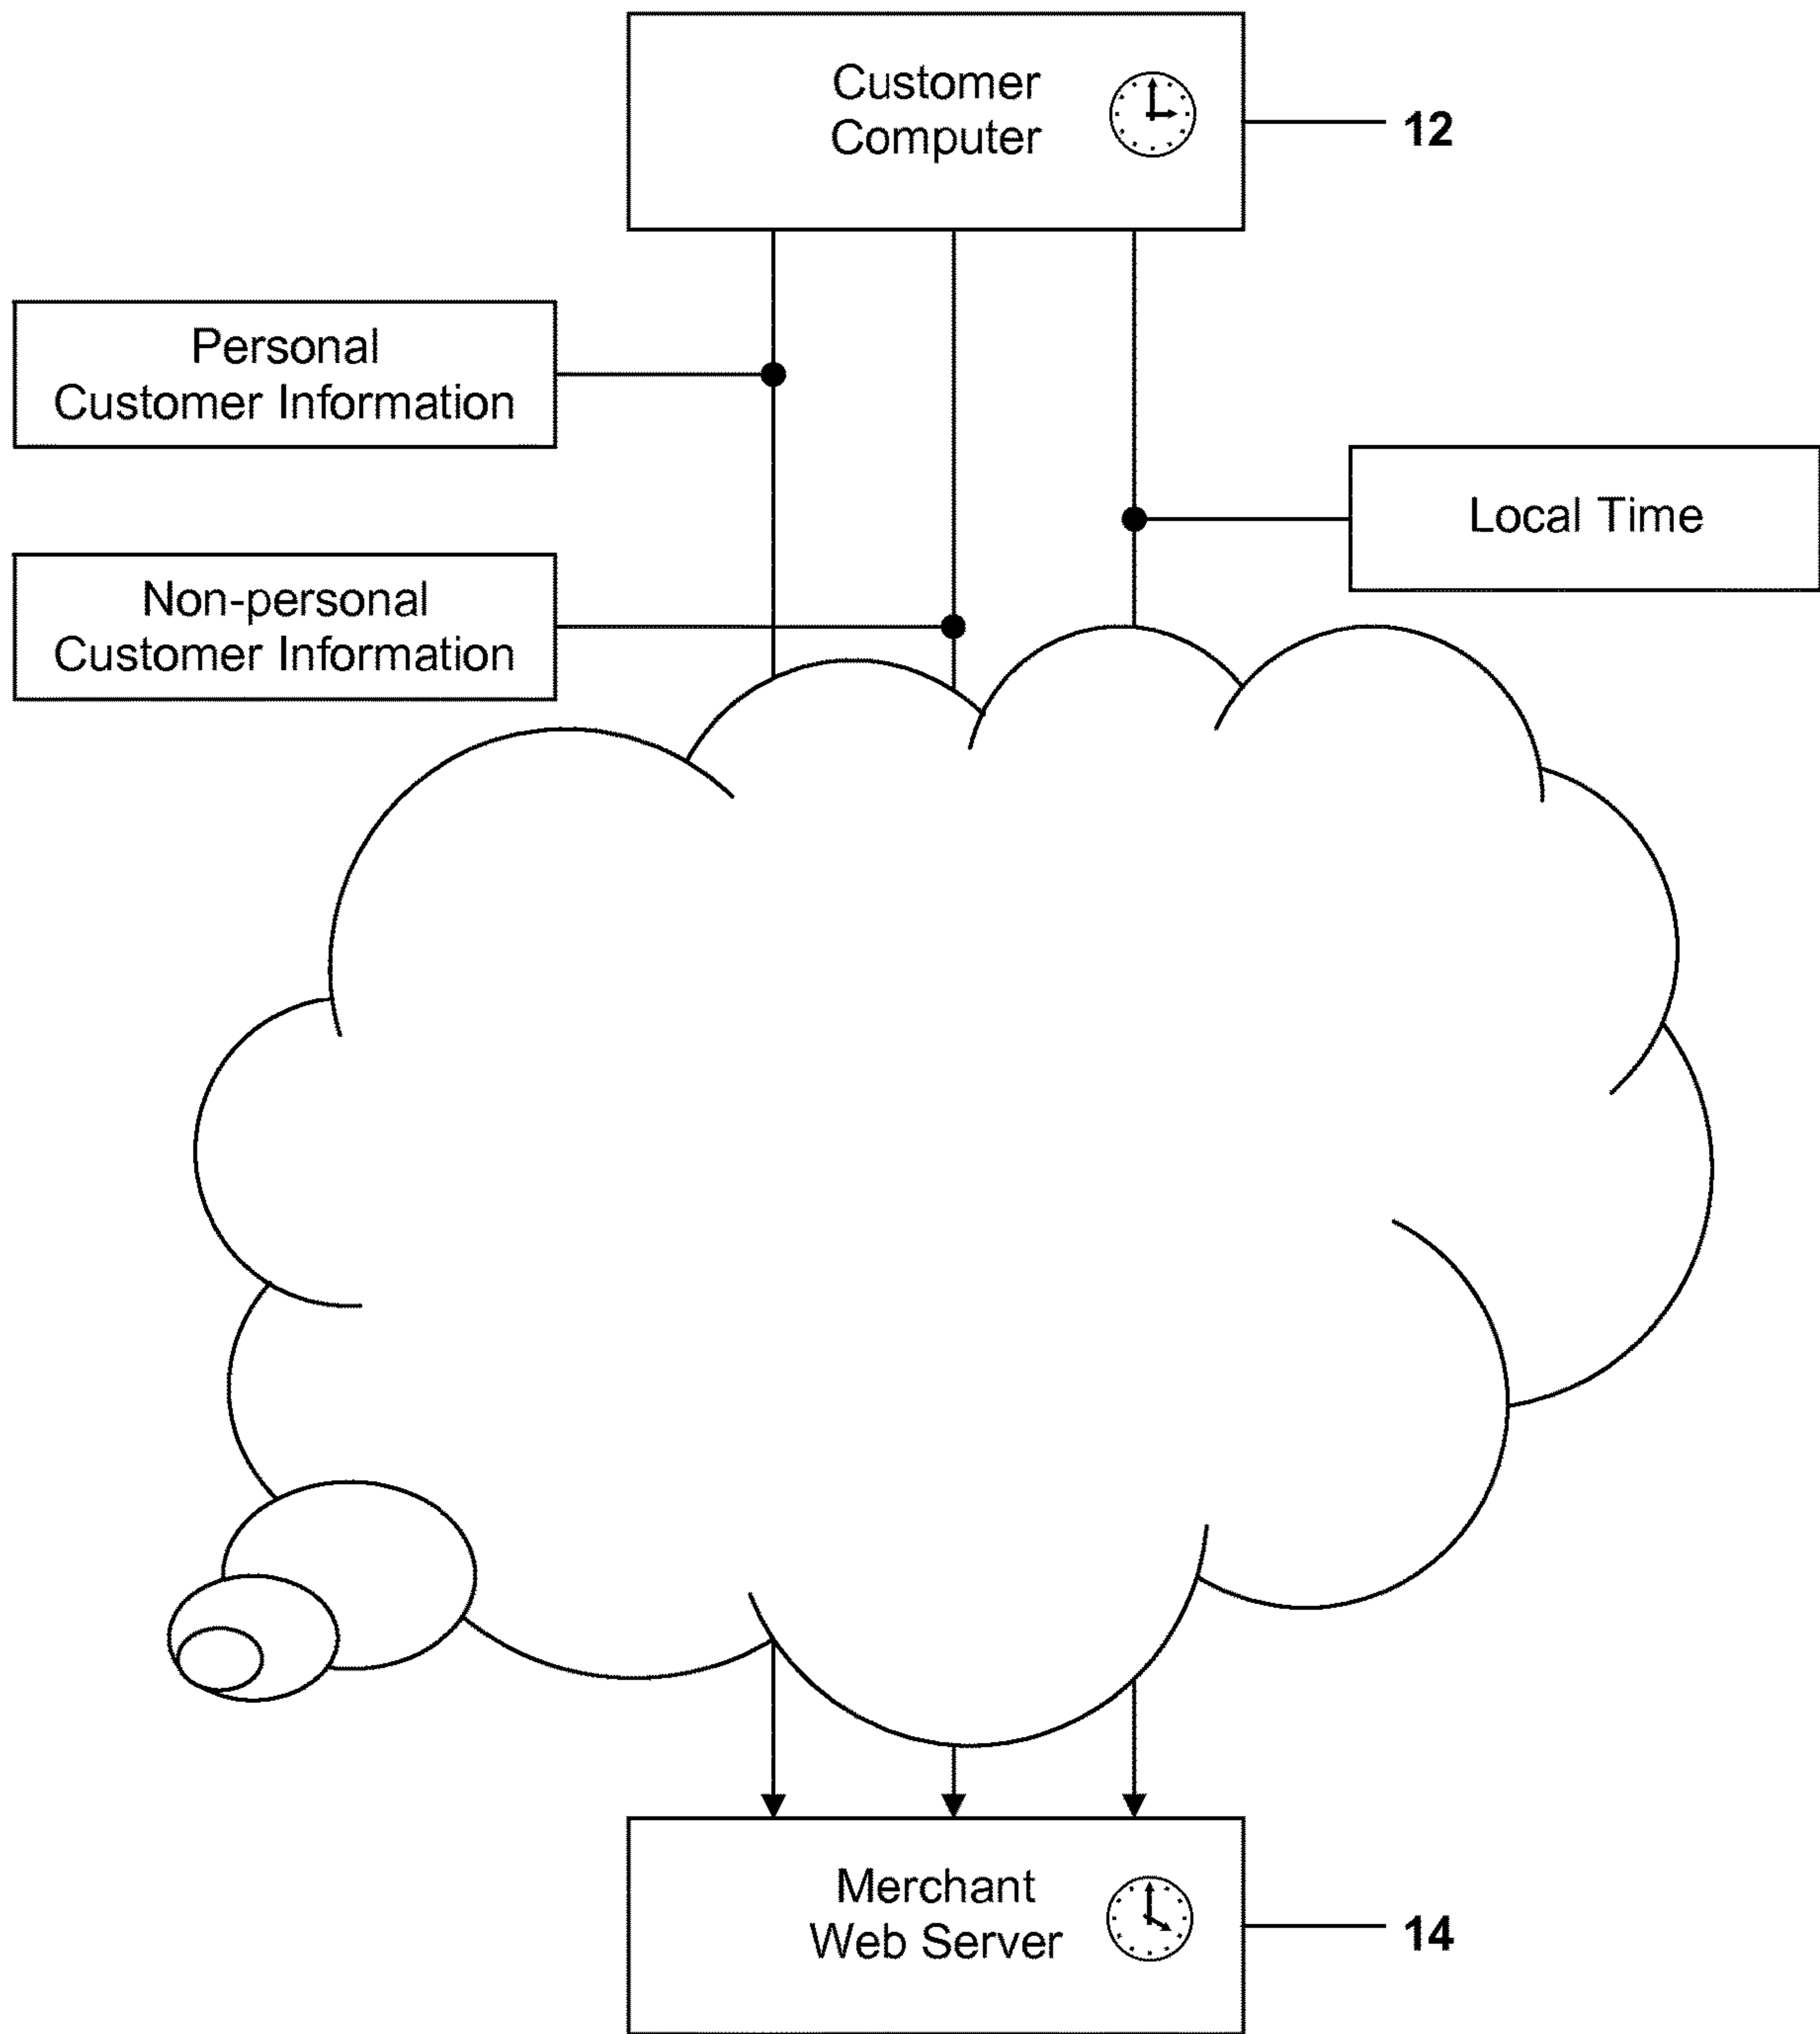 Customer
Computer
12
Personal
Customer Information
Local Time
Non-personal
Customer Information
Merchant
Web Server
14